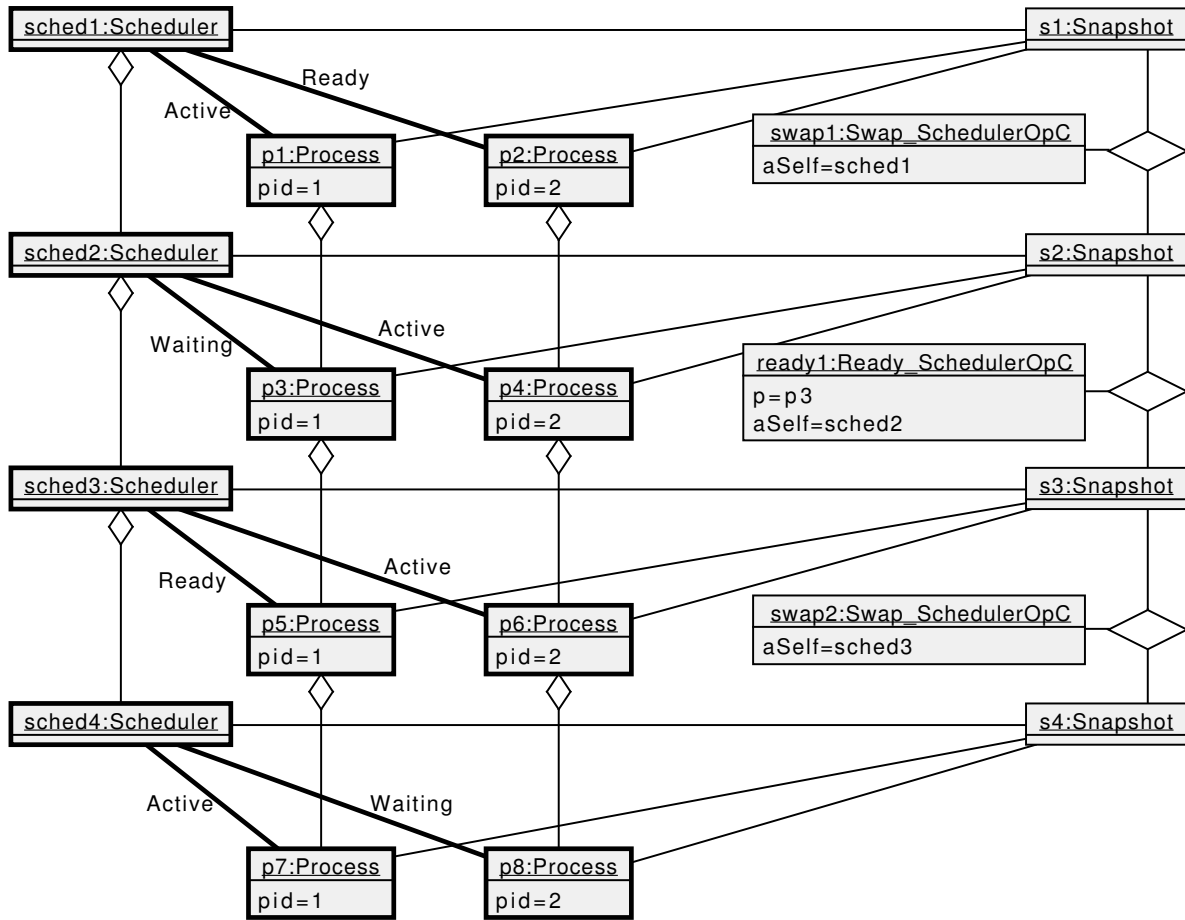 sched1:Scheduler
s1:Snapshot
Ready
Active
swap1:Swap_SchedulerOpC
aSelf=sched1
p1:Process
pid=1
p2:Process
pid=2
sched2:Scheduler
s2:Snapshot
Active
Waiting
ready1:Ready_SchedulerOpC
p=p3
aSelf=sched2
p3:Process
pid=1
p4:Process
pid=2
sched3:Scheduler
s3:Snapshot
Active
Ready
swap2:Swap_SchedulerOpC
aSelf=sched3
p5:Process
pid=1
p6:Process
pid=2
sched4:Scheduler
s4:Snapshot
Active
Waiting
p7:Process
pid=1
p8:Process
pid=2